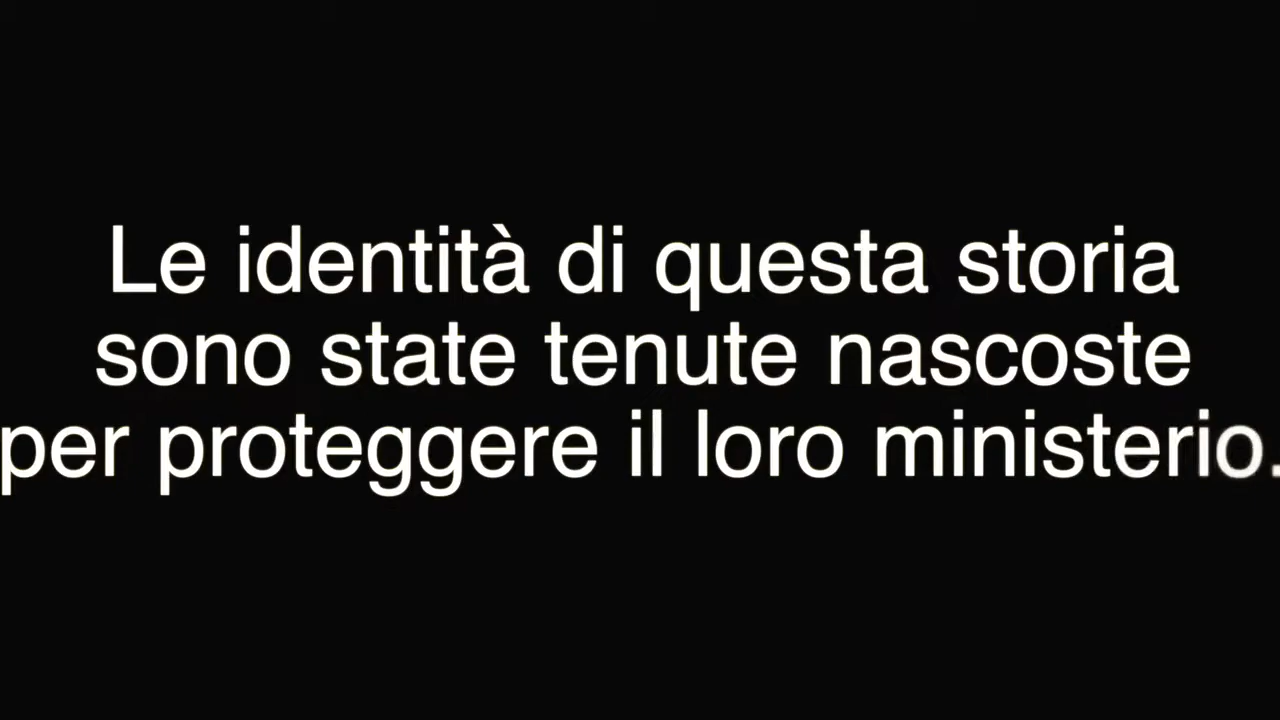 Le identità di questa storia
sono state tenute nascoste
per proteggere il loro ministerio.